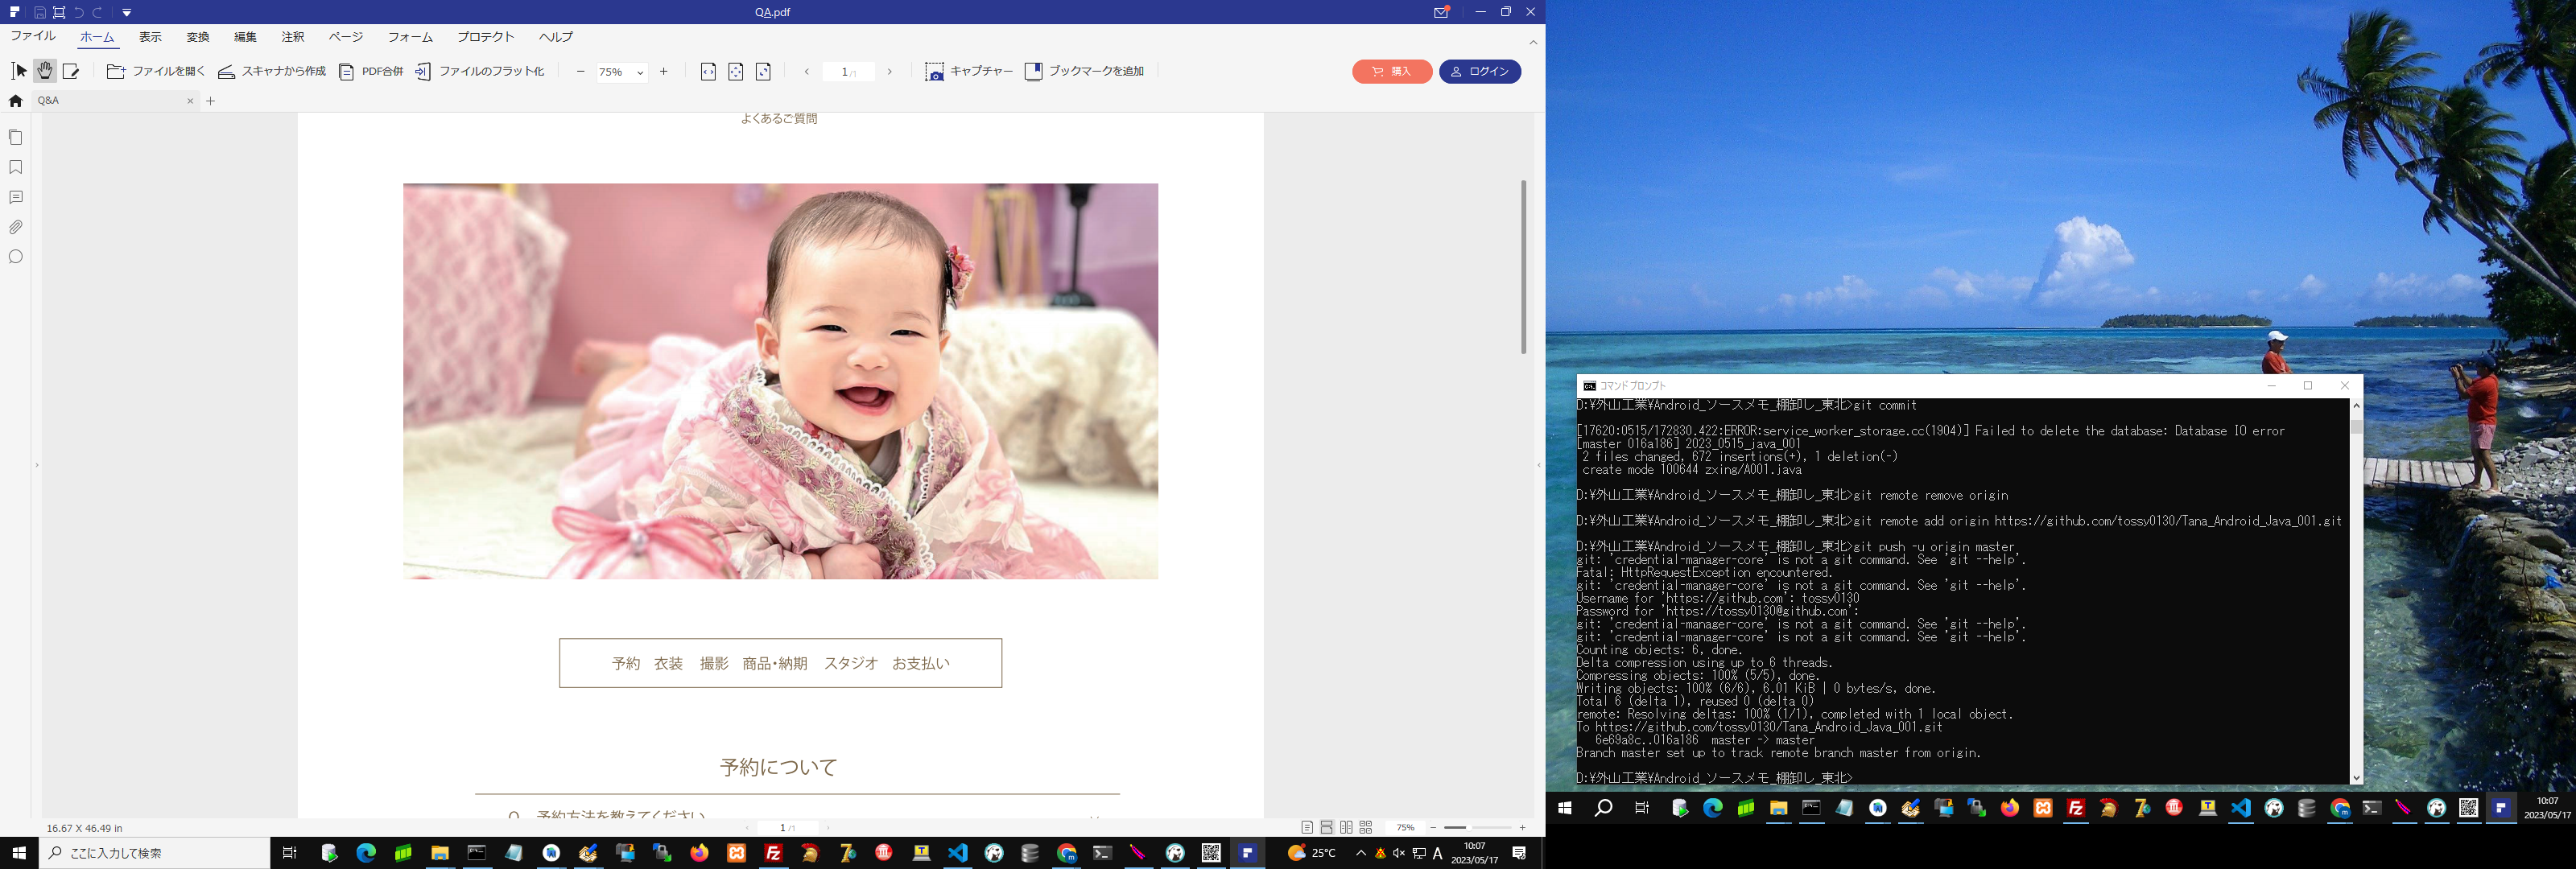 QA.pdf
ファイル ホーム 表示 変換 編集 注釈 ページ フォーム プロテクト ヘルプ
ファイルを開く スキャナから作成 PDF合併 ファイルのフラット化 75% 1 /1 キャプチャー ブックマークを追加 購入 ログイン
Q&A
よくあるご質問
予約 衣装 撮影 商品・納期 スタジオ お支払い
予約について
Q 予約方法を教えてください
16.67 X 46.49 in 1 /1 75%
ここに入力して検索 25°C A 10:07
2023/05/17
コマンド プロンプト
D:¥外山工業¥Android_ソースメモ_棚卸し_東北>git commit
[17620:0515/172830.422:ERROR:service_worker_storage.cc(1904)] Failed to delete the database: Database IO error
[master 016a186] 2023_0515_java_001
2 files changed, 672 insertions(+), 1 deletion(-)
create mode 100644 zxing/A001.java
D:¥外山工業¥Android_ソースメモ_棚卸し_東北>git remote remove origin
D:¥外山工業¥Android_ソースメモ_棚卸し_東北>git remote add origin https://github.com/tossy0130/Tana_Android_Java_001.git
D:¥外山工業¥Android_ソースメモ_棚卸し_東北>git push -u origin master
git: 'credential-manager-core' is not a git command. See 'git --help'.
Fatal: HttpRequestException encountered.
git: 'credential-manager-core' is not a git command. See 'git --help'.
Username for 'https://github.com': tossy0130
Password for 'https://tossy0130@github.com':
git: 'credential-manager-core' is not a git command. See 'git --help'.
git: 'credential-manager-core' is not a git command. See 'git --help'.
Counting objects: 6, done.
Delta compression using up to 6 threads.
Compressing objects: 100% (5/5), done.
Writing objects: 100% (6/6), 6.01 KiB | 0 bytes/s, done.
Total 6 (delta 1), reused 0 (delta 0)
remote: Resolving deltas: 100% (1/1), completed with 1 local object.
To https://github.com/tossy0130/Tana_Android_Java_001.git
6e69a8c..016a186 master -> master
Branch master set up to track remote branch master from origin.
D:¥外山工業¥Android_ソースメモ_棚卸し_東北>
10:07
2023/05/17